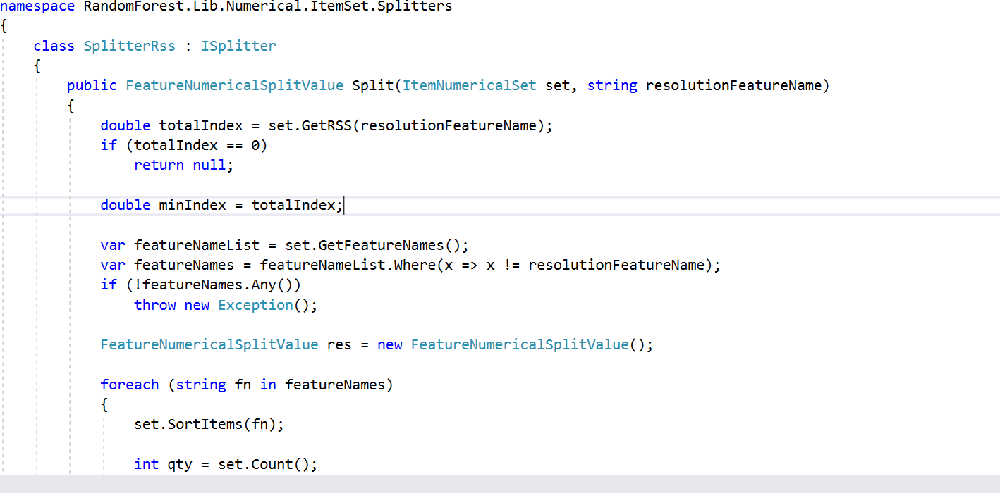 namespace RandomForest.Lib.Numerical.ItemSet.Splitters
{
class SplitterRss : ISplitter
{
public FeatureNumericalSplitValue Split(ItemNumericalSet set, string resolutionFeatureName)
{
double totalIndex = set.GetRSS(resolutionFeatureName);
if (totalIndex == 0)
return null;
double minIndex = totalIndex;
var featureNameList = set.GetFeatureNames();
var featureNames = featureNameList.Where(x => x != resolutionFeatureName);
if (!featureNames.Any())
throw new Exception();
FeatureNumericalSplitValue res = new FeatureNumericalSplitValue();
foreach (string fn in featureNames)
{
set.SortItems(fn);
int qty = set.Count();